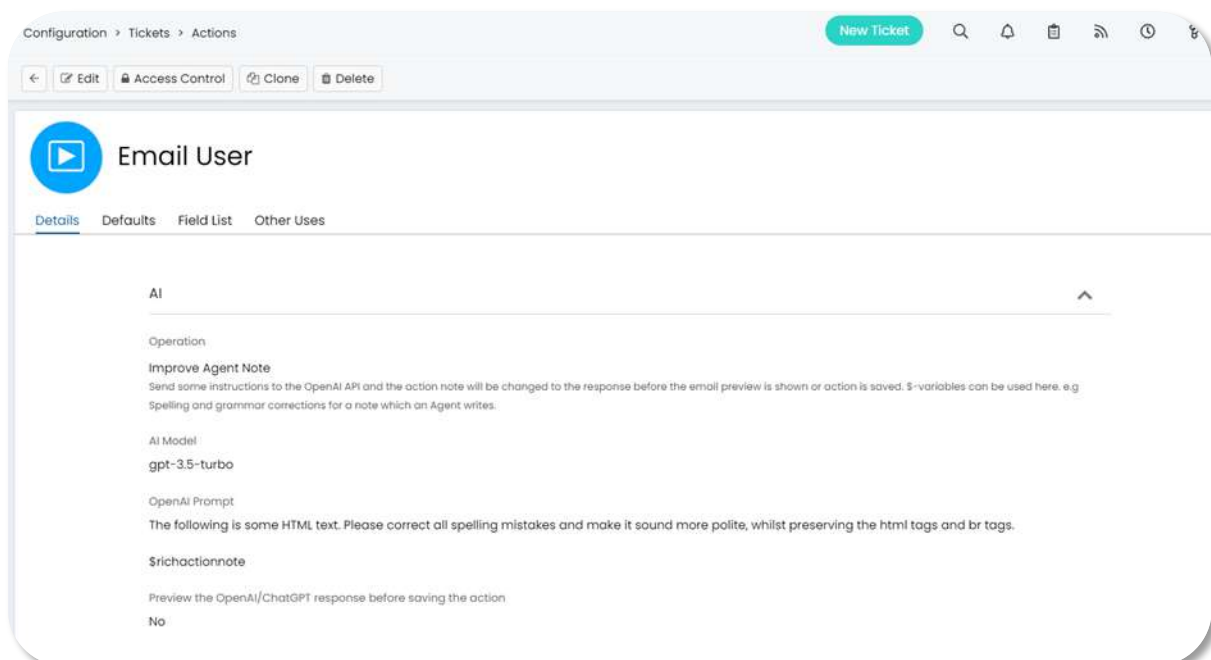 Configuration > Tickets > Actions
New Ticket
Edit
Access Control
Clone
Delete
Email User
Details
Defaults
Field List
Other Uses
AI
Operation
Improve Agent Note
Send some instructions to the OpenAI API and the action note will be changed to the response before the email preview is shown or action is saved. $-variables can be used here. e.g
Spelling and grammar corrections for a note which an Agent writes.
AI Model
gpt-3.5-turbo
OpenAI Prompt
The following is some HTML text. Please correct all spelling mistakes and make it sound more polite, whilst preserving the html tags and br tags.
$richactionnote
Preview the OpenAI/ChatGPT response before saving the action
No